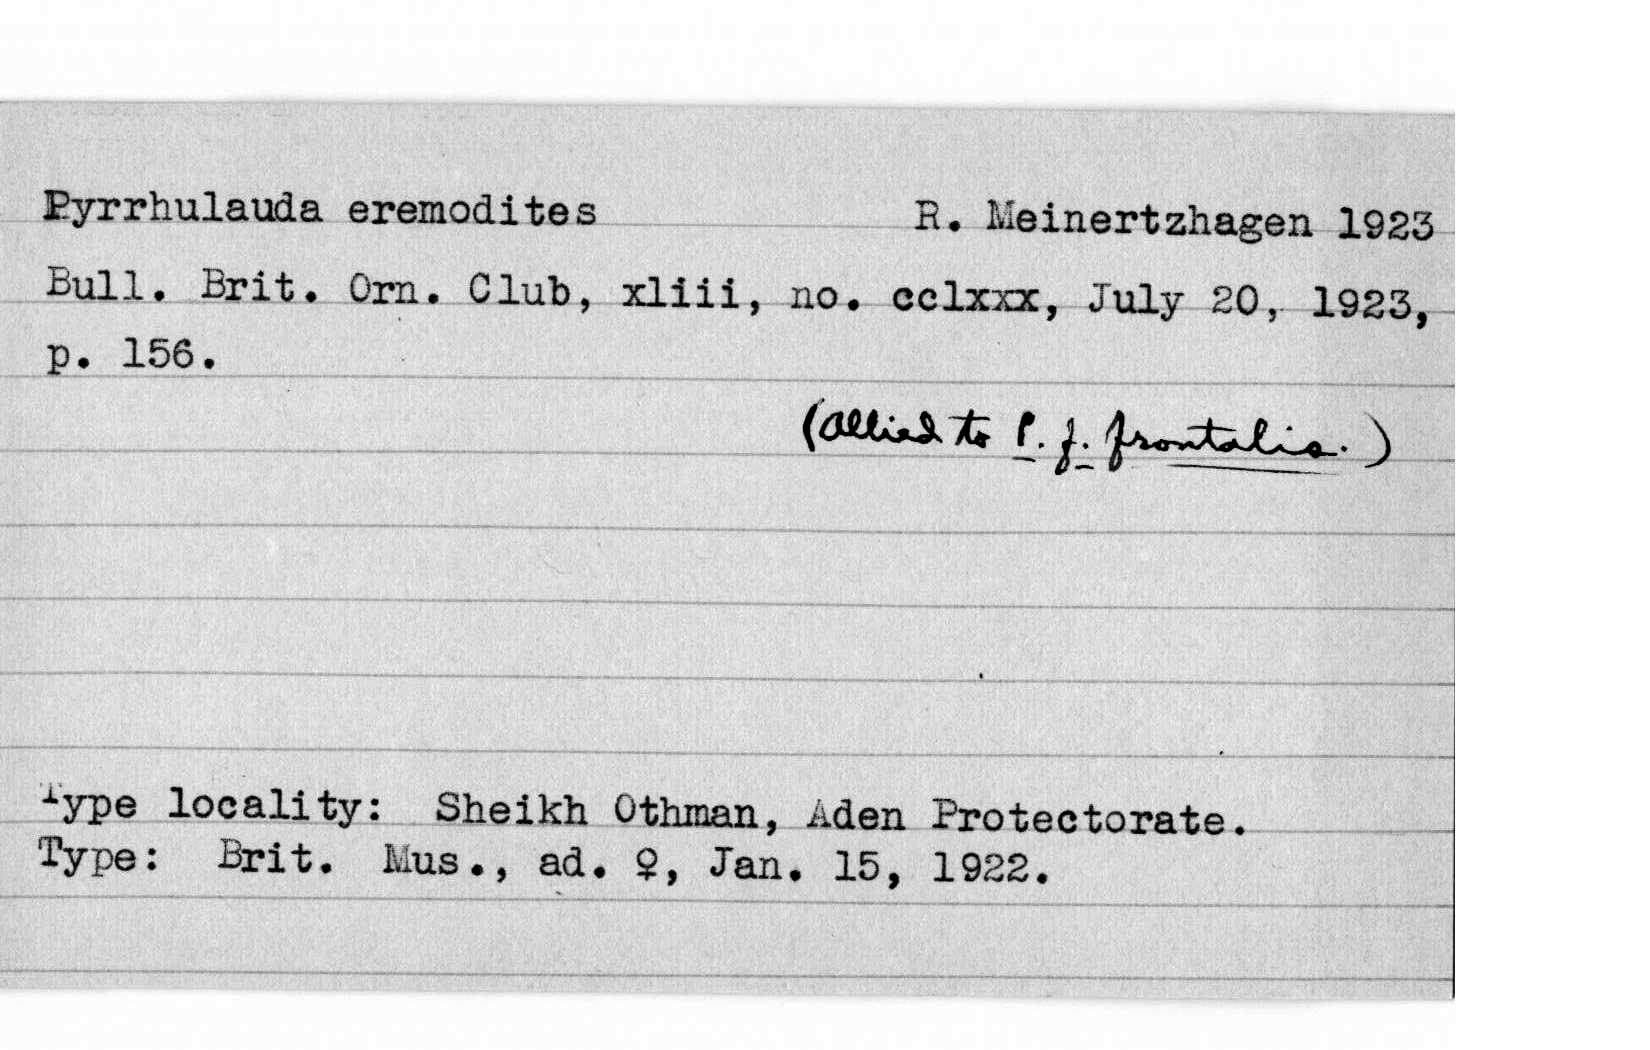 Pyrrhulauda eremodites R. Meinertzhagen 1923
Bull. Brit. Orn. Club, xliii, no. cclxxx, July 20, 1923,
p. 156.
(Allied to P. f. frontalis.)
Type locality: Sheikh Othman, Aden Protectorate.
Type: Brit. Mus., ad. ♀, Jan. 15, 1922.